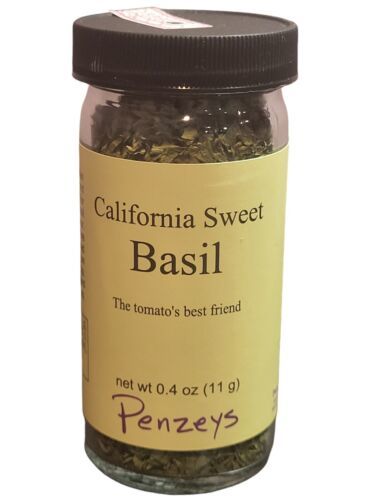 California Sweet
Basil
The tomato's best friend
net wt 0.4 oz (11 g)
Penzeys